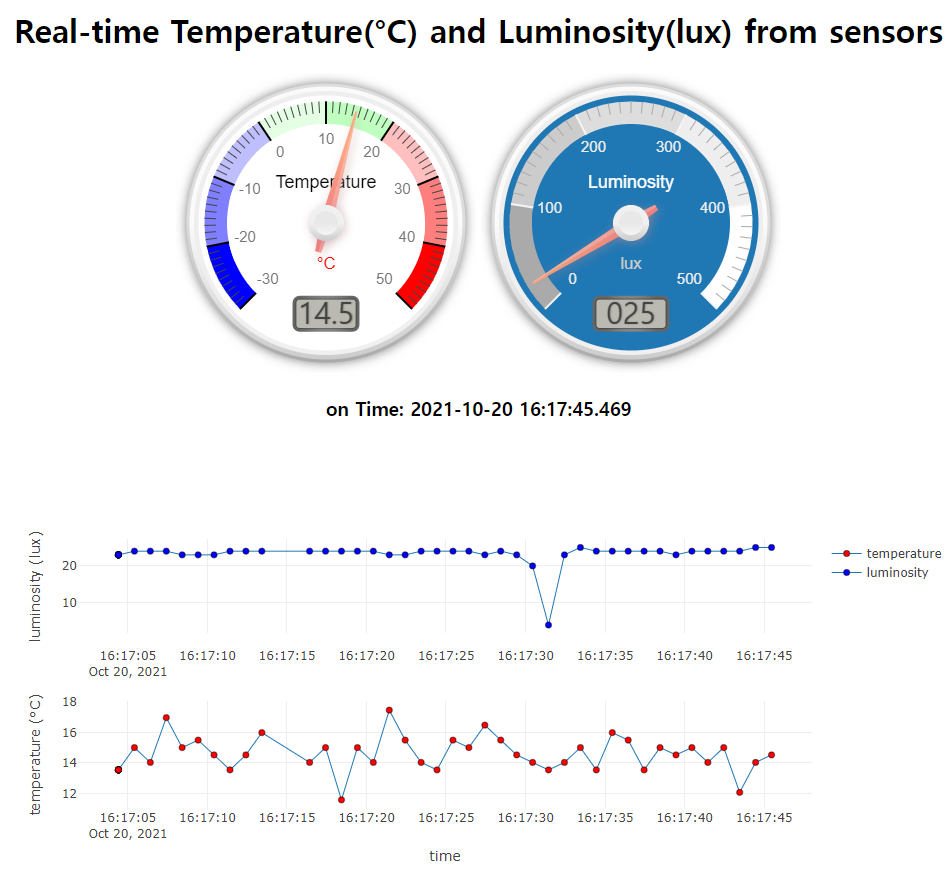 Real-time Temperature(°C) and Luminosity(lux) from sensors
-30 -20 -10 0 10 20 30 40 50
Temperature
°C
14.5
0 100 200 300 400 500
Luminosity
lux
025
on Time: 2021-10-20 16:17:45.469
luminosity (lux)
20
10
16:17:05 16:17:10 16:17:15 16:17:20 16:17:25 16:17:30 16:17:35 16:17:40 16:17:45
Oct 20, 2021
temperature
luminosity
temperature (°C)
18
16
14
12
16:17:05 16:17:10 16:17:15 16:17:20 16:17:25 16:17:30 16:17:35 16:17:40 16:17:45
Oct 20, 2021
time